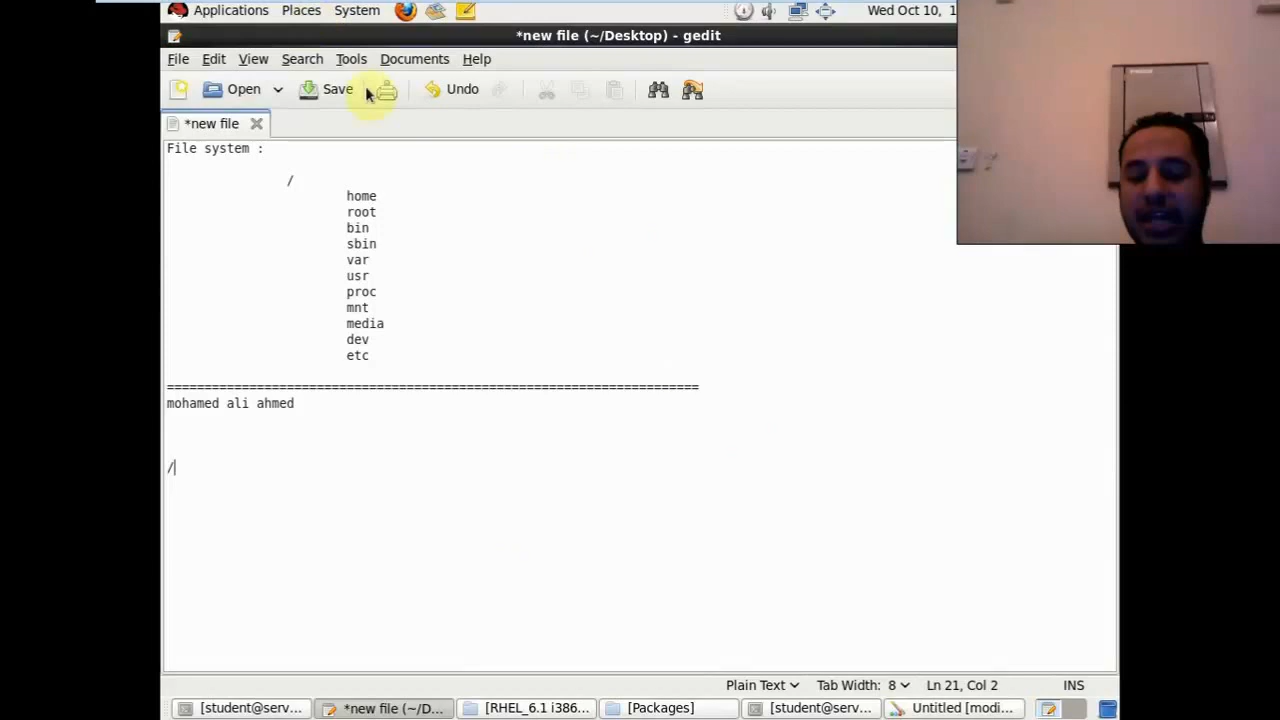 Applications Places System Wed Oct 10, 1
*new file (~/Desktop) - gedit
File Edit View Search Tools Documents Help
Open Save Undo
*new file
File system :
/
home
root
bin
sbin
var
usr
proc
mnt
media
dev
etc
=======================================================================
mohamed ali ahmed
/
Plain Text Tab Width: 8 Ln 21, Col 2 INS
[student@serv... *new file (~/D... [RHEL_6.1 i386... [Packages] [student@serv... Untitled [modi...